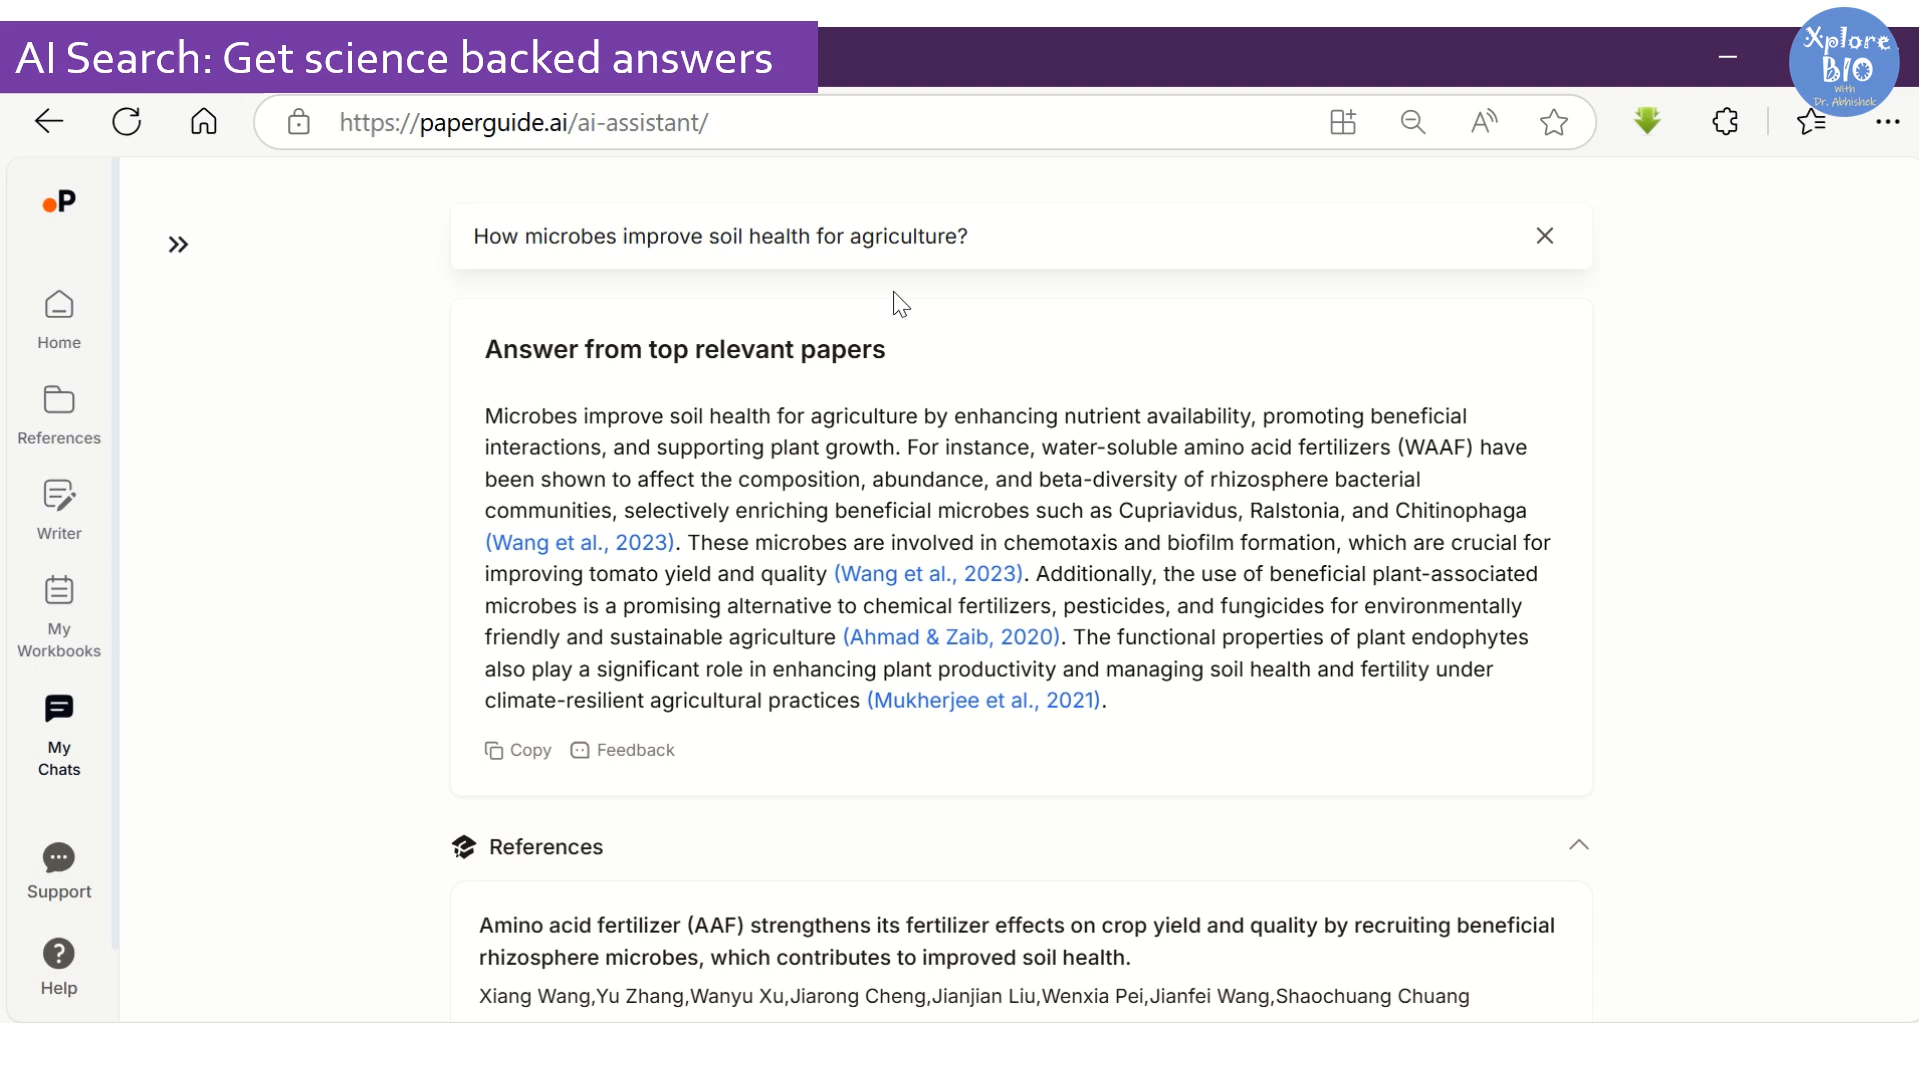 AI Search: Get science backed answers
Xplore
BIO
with
Dr. Abhishek
https://paperguide.ai/ai-assistant/
P
How microbes improve soil health for agriculture?
Home
References
Writer
My
Workbooks
My
Chats
Support
Help
Answer from top relevant papers
Microbes improve soil health for agriculture by enhancing nutrient availability, promoting beneficial
interactions, and supporting plant growth. For instance, water-soluble amino acid fertilizers (WAAF) have
been shown to affect the composition, abundance, and beta-diversity of rhizosphere bacterial
communities, selectively enriching beneficial microbes such as Cupriavidus, Ralstonia, and Chitinophaga
(Wang et al., 2023). These microbes are involved in chemotaxis and biofilm formation, which are crucial for
improving tomato yield and quality (Wang et al., 2023). Additionally, the use of beneficial plant-associated
microbes is a promising alternative to chemical fertilizers, pesticides, and fungicides for environmentally
friendly and sustainable agriculture (Ahmad & Zaib, 2020). The functional properties of plant endophytes
also play a significant role in enhancing plant productivity and managing soil health and fertility under
climate-resilient agricultural practices (Mukherjee et al., 2021).
Copy Feedback
References
Amino acid fertilizer (AAF) strengthens its fertilizer effects on crop yield and quality by recruiting beneficial
rhizosphere microbes, which contributes to improved soil health.
Xiang Wang,Yu Zhang,Wanyu Xu,Jiarong Cheng,Jianjian Liu,Wenxia Pei,Jianfei Wang,Shaochuang Chuang